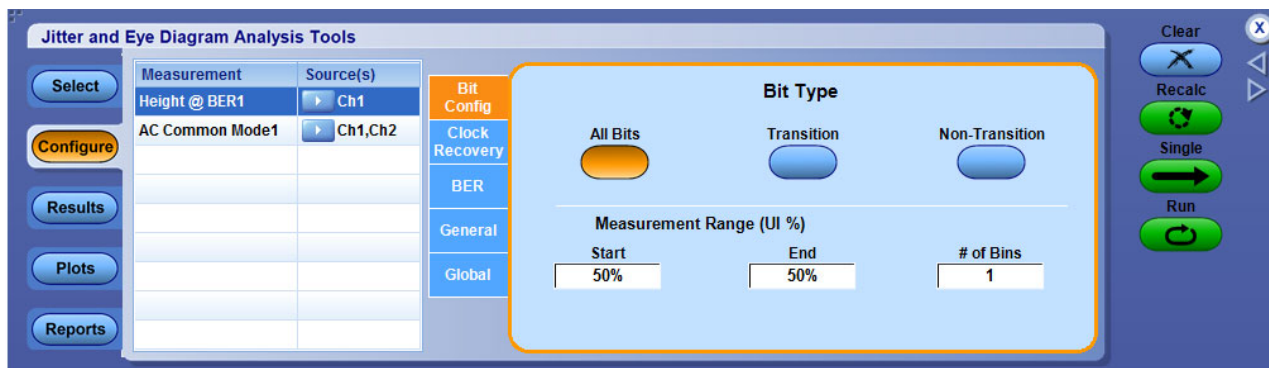 Jitter and Eye Diagram Analysis Tools
Select
Configure
Results
Plots
Reports
Measurement Source(s)
Height @ BER1 Ch1
AC Common Mode1 Ch1,Ch2
Bit
Config
Clock
Recovery
BER
General
Global
Bit Type
All Bits Transition Non-Transition
Measurement Range (UI %)
Start End # of Bins
50% 50% 1
Clear
X
Recalc
Single
Run